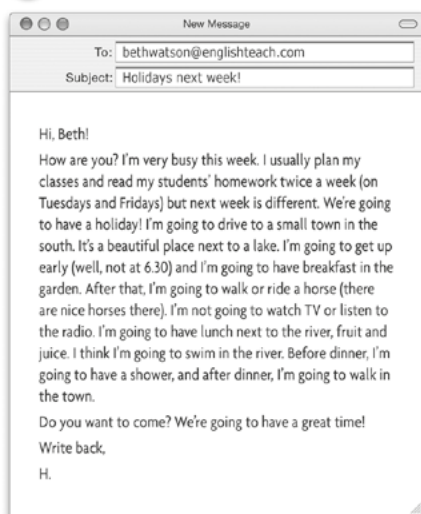 New Message
To: bethwatson@englishteach.com
Subject: Holidays next week!
Hi, Beth!
How are you? I'm very busy this week. I usually plan my
classes and read my students' homework twice a week (on
Tuesdays and Fridays) but next week is different. We're going
to have a holiday! I'm going to drive to a small town in the
south. It's a beautiful place next to a lake. I'm going to get up
early (well, not at 6.30) and I'm going to have breakfast in the
garden. After that, I'm going to walk or ride a horse (there
are nice horses there). I'm not going to watch TV or listen to
the radio. I'm going to have lunch next to the river, fruit and
juice. I think I'm going to swim in the river. Before dinner, I'm
going to have a shower, and after dinner, I'm going to walk in
the town.
Do you want to come? We're going to have a great time!
Write back,
H.